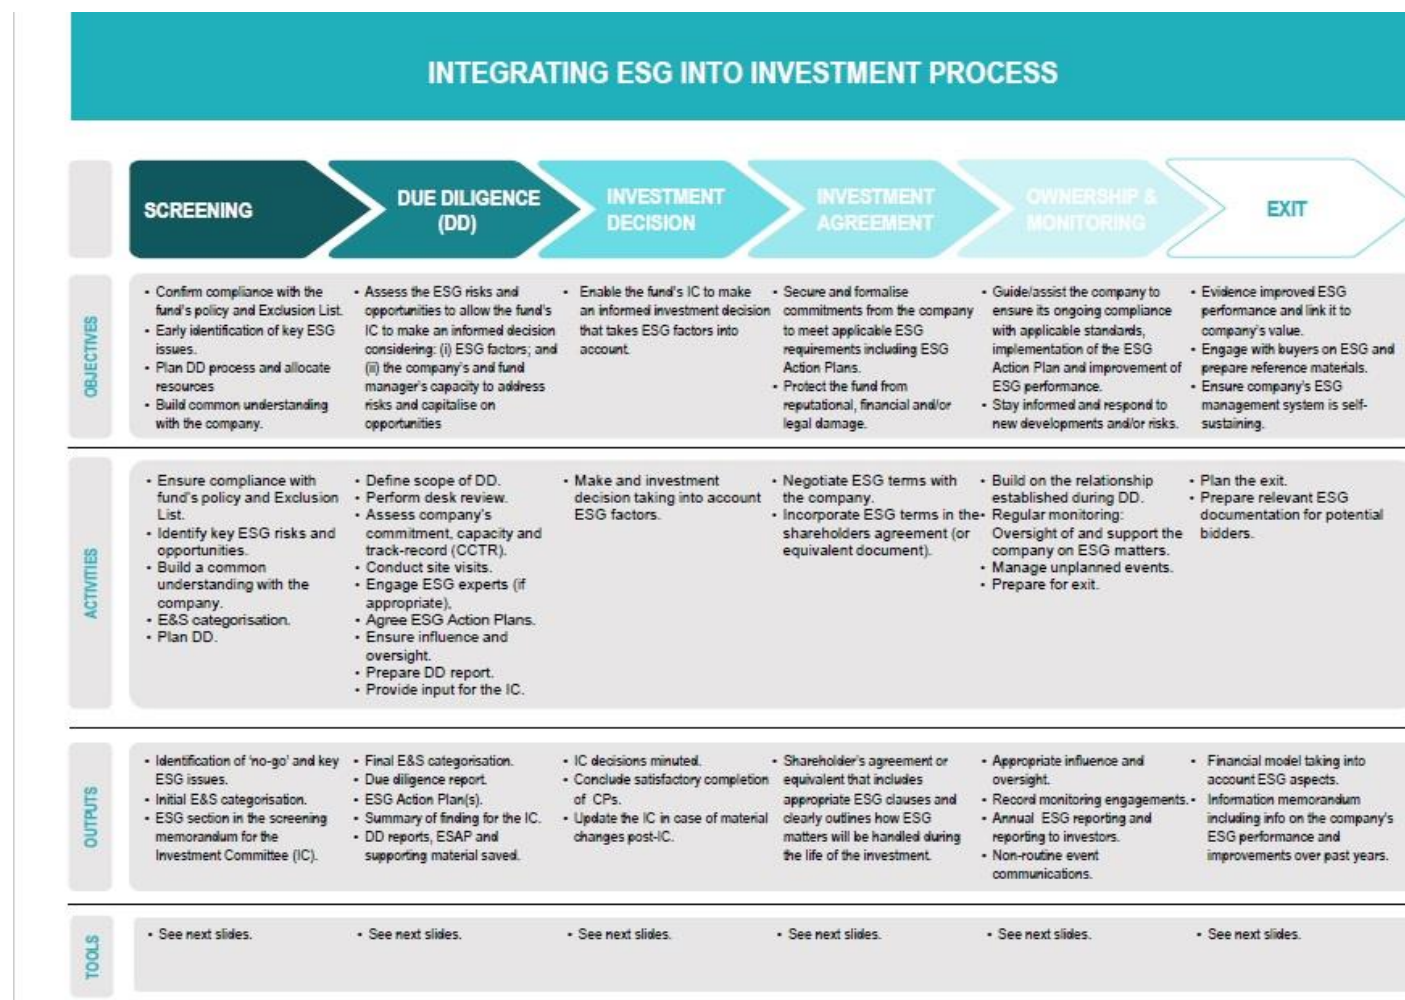 INTEGRATING ESG INTO INVESTMENT PROCESS
SCREENING
DUE DILIGENCE
(DD)
INVESTMENT
DECISION
INVESTMENT
AGREEMENT
OWNERSHIP &
MONITORING
EXIT
OBJECTIVES
• Confirm compliance with the
fund's policy and Exclusion List.
• Early identification of key ESG
issues.
• Plan DD process and allocate
resources
• Build common understanding
with the company.
• Assess the ESG risks and
opportunities to allow the fund's
IC to make an informed decision
considering: (i) ESG factors; and
(ii) the company's and fund
manager's capacity to address
risks and capitalise on
opportunities
• Enable the fund's IC to make
an informed investment decision
that takes ESG factors into
account.
• Secure and formalise
commitments from the company
to meet applicable ESG
requirements including ESG
Action Plans.
• Protect the fund from
reputational, financial and/or
legal damage.
• Guide/assist the company to
ensure its ongoing compliance
with applicable standards,
implementation of the ESG
Action Plan and improvement of
ESG performance.
• Stay informed and respond to
new developments and/or risks.
• Evidence improved ESG
performance and link it to
company's value.
• Engage with buyers on ESG and
prepare reference materials.
• Ensure company's ESG
management system is self-
sustaining.
ACTIVITIES
• Ensure compliance with
fund's policy and Exclusion
List.
• Identify key ESG risks and
opportunities.
• Build a common
understanding with the
company.
• E&S categorisation.
• Plan DD.
• Define scope of DD.
• Perform desk review.
• Assess company's
commitment, capacity and
track-record (CCTR).
• Conduct site visits.
• Engage ESG experts (if
appropriate).
• Agree ESG Action Plans.
• Ensure influence and
oversight.
• Prepare DD report.
• Provide input for the IC.
• Make and investment
decision taking into account
ESG factors.
• Negotiate ESG terms with
the company.
• Incorporate ESG terms in the
shareholders agreement (or
equivalent document).
• Build on the relationship
established during DD.
• Regular monitoring:
Oversight of and support the
company on ESG matters.
• Manage unplanned events.
• Prepare for exit.
• Plan the exit.
• Prepare relevant ESG
documentation for potential
bidders.
OUTPUTS
• Identification of 'no-go' and key
ESG issues.
• Initial E&S categorisation.
• ESG section in the screening
memorandum for the
Investment Committee (IC).
• Final E&S categorisation.
• Due diligence report.
• ESG Action Plan(s).
• Summary of finding for the IC.
• DD reports, ESAP and
supporting material saved.
• IC decisions minuted.
• Conclude satisfactory completion
of CPs.
• Update the IC in case of material
changes post-IC.
• Shareholder's agreement or
equivalent that includes
appropriate ESG clauses and
clearly outlines how ESG
matters will be handled during
the life of the investment.
• Appropriate influence and
oversight.
• Record monitoring engagements.
• Annual ESG reporting and
reporting to investors.
• Non-routine event
communications.
• Financial model taking into
account ESG aspects.
• Information memorandum
including info on the company's
ESG performance and
improvements over past years.
TOOLS
• See next slides.
• See next slides.
• See next slides.
• See next slides.
• See next slides.
• See next slides.